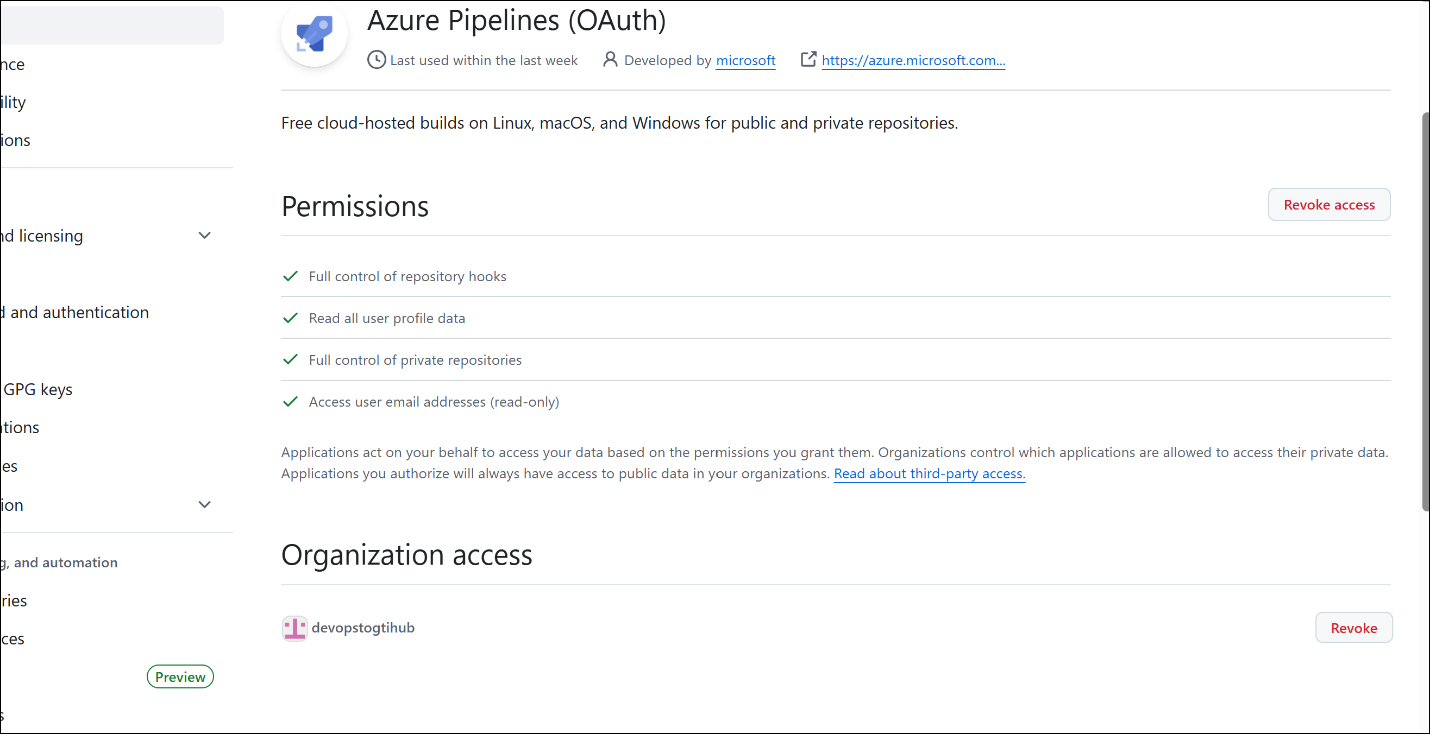 Azure Pipelines (OAuth)
Last used within the last week Developed by microsoft https://azure.microsoft.com...
Free cloud-hosted builds on Linux, macOS, and Windows for public and private repositories.
Permissions
Revoke access
Full control of repository hooks
Read all user profile data
Full control of private repositories
Access user email addresses (read-only)
Applications act on your behalf to access your data based on the permissions you grant them. Organizations control which applications are allowed to access their private data.
Applications you authorize will always have access to public data in your organizations. Read about third-party access.
Organization access
devopstogtihub
Revoke
nce
ility
ions
nd licensing
d and authentication
GPG keys
ations
es
ion
g, and automation
ries
ces
Preview
s